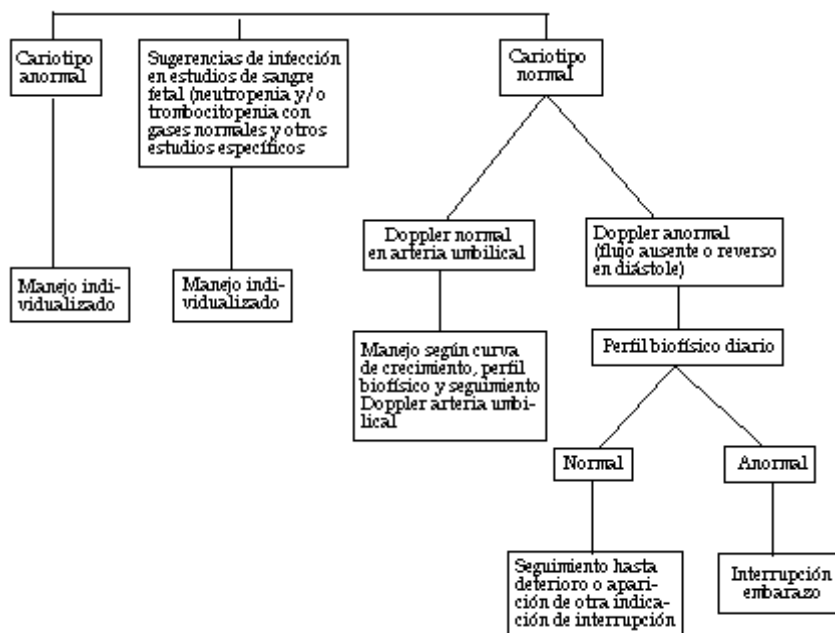 Cariotipo
anormal
Sugerencias de infección
en estudios de sangre
fetal (neutropenia y/o
trombocitopenia con
gases normales y otros
estudios específicos
Cariotipo
normal
Manejo indi-
vidualizado
Manejo indi-
vidualizado
Doppler normal
en arteria umbilical
Doppler anormal
(flujo ausente o reverso
en diástole)
Manejo según curva
de crecimiento, perfil
biofísico y seguimiento
Doppler arteria umbi-
lical
Perfil biofísico diario
Normal
Anormal
Seguimiento hasta
deterioro o apari-
ción de otra indica-
ción de interrupción
Interrupción
embarazo